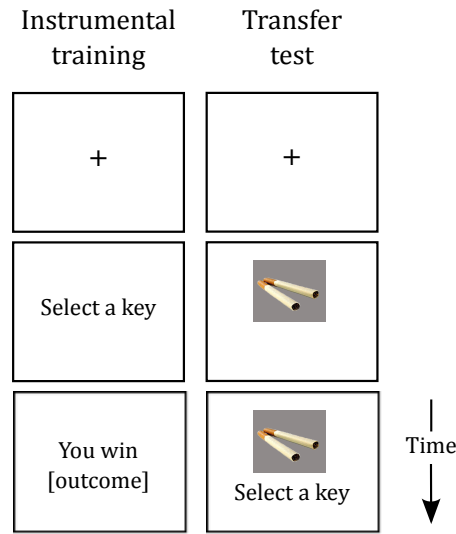 Instrumental
training
Transfer
test
+
+
Select a key
You win
[outcome]
Select a key
Time